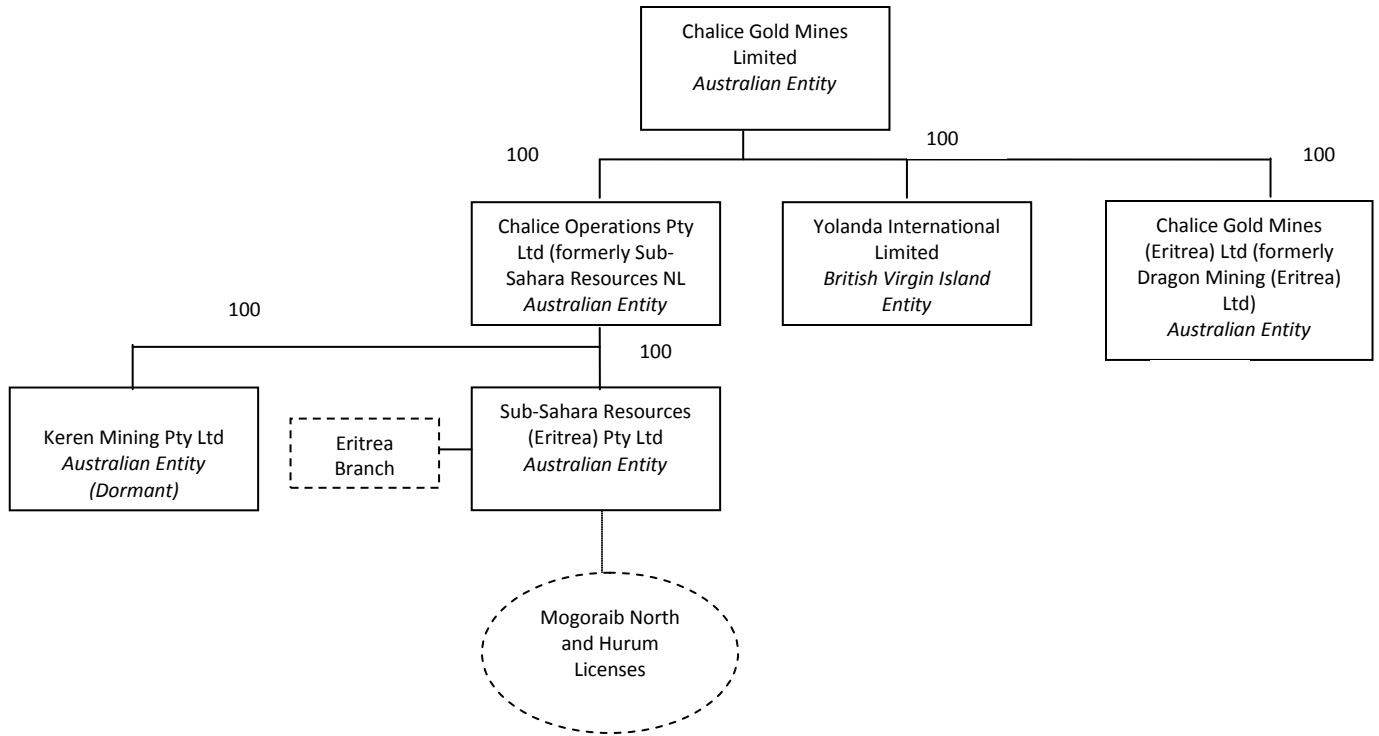 Chalice Gold Mines
Limited
Australian Entity
100
100
100
Chalice Operations Pty
Ltd (formerly Sub-
Sahara Resources NL
Australian Entity
Yolanda International
Limited
British Virgin Island
Entity
Chalice Gold Mines
(Eritrea) Ltd (formerly
Dragon Mining (Eritrea)
Ltd)
Australian Entity
100
100
Keren Mining Pty Ltd
Australian Entity
(Dormant)
Eritrea
Branch
Sub-Sahara Resources
(Eritrea) Pty Ltd
Australian Entity
Mogoraib North
and Hurum
Licenses